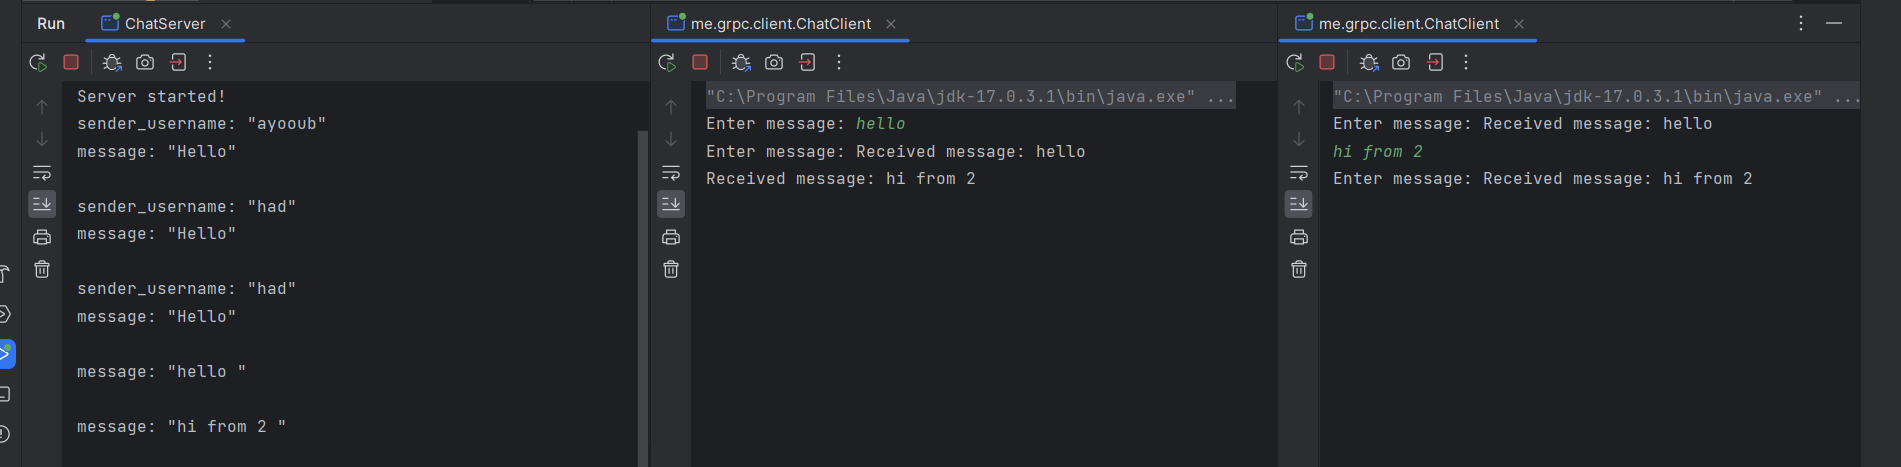 Run
ChatServer
me.grpc.client.ChatClient
me.grpc.client.ChatClient
Server started!
sender_username: "ayooub"
message: "Hello"
sender_username: "had"
message: "Hello"
sender_username: "had"
message: "Hello"
message: "hello "
message: "hi from 2 "
"C:\Program Files\Java\jdk-17.0.3.1\bin\java.exe" ...
Enter message: hello
Enter message: Received message: hello
Received message: hi from 2
"C:\Program Files\Java\jdk-17.0.3.1\bin\java.exe" ...
Enter message: Received message: hello
hi from 2
Enter message: Received message: hi from 2